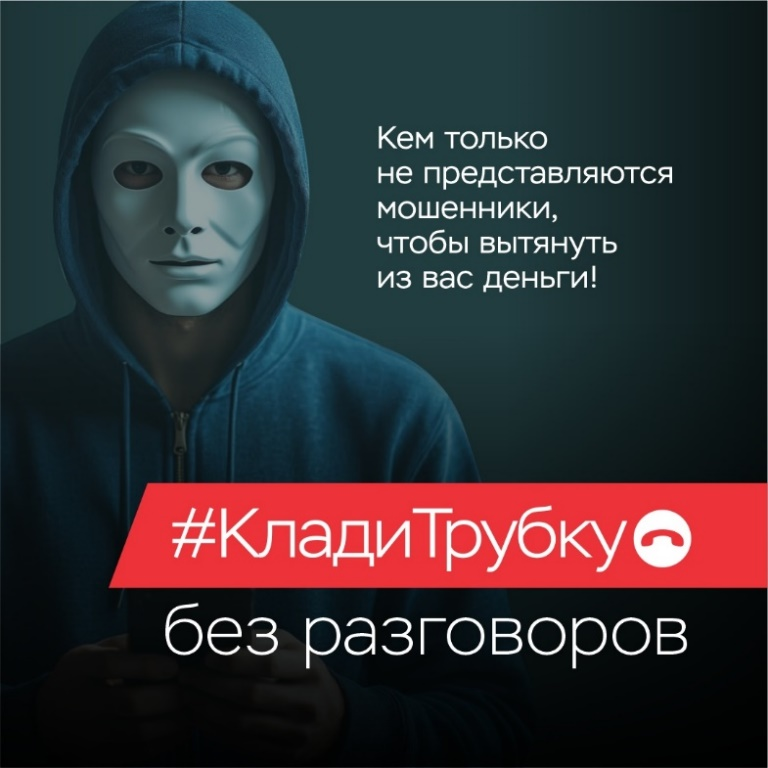 Кем только
не представляются
мошенники,
чтобы вытянуть
из вас деньги!
#КладиТрубку
без разговоров